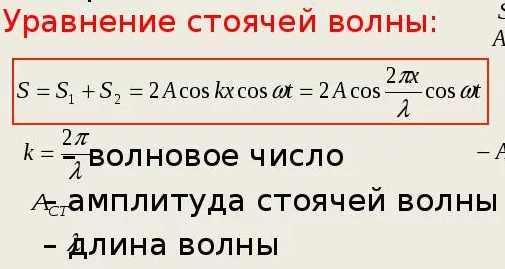 Уравнение стоячей волны:
S = S₁ + S₂ = 2A cos kx cos ωt = 2A cos 2πx/λ cos ωt
k = 2π/λ – волновое число
A_СТ – амплитуда стоячей волны
λ – длина волны